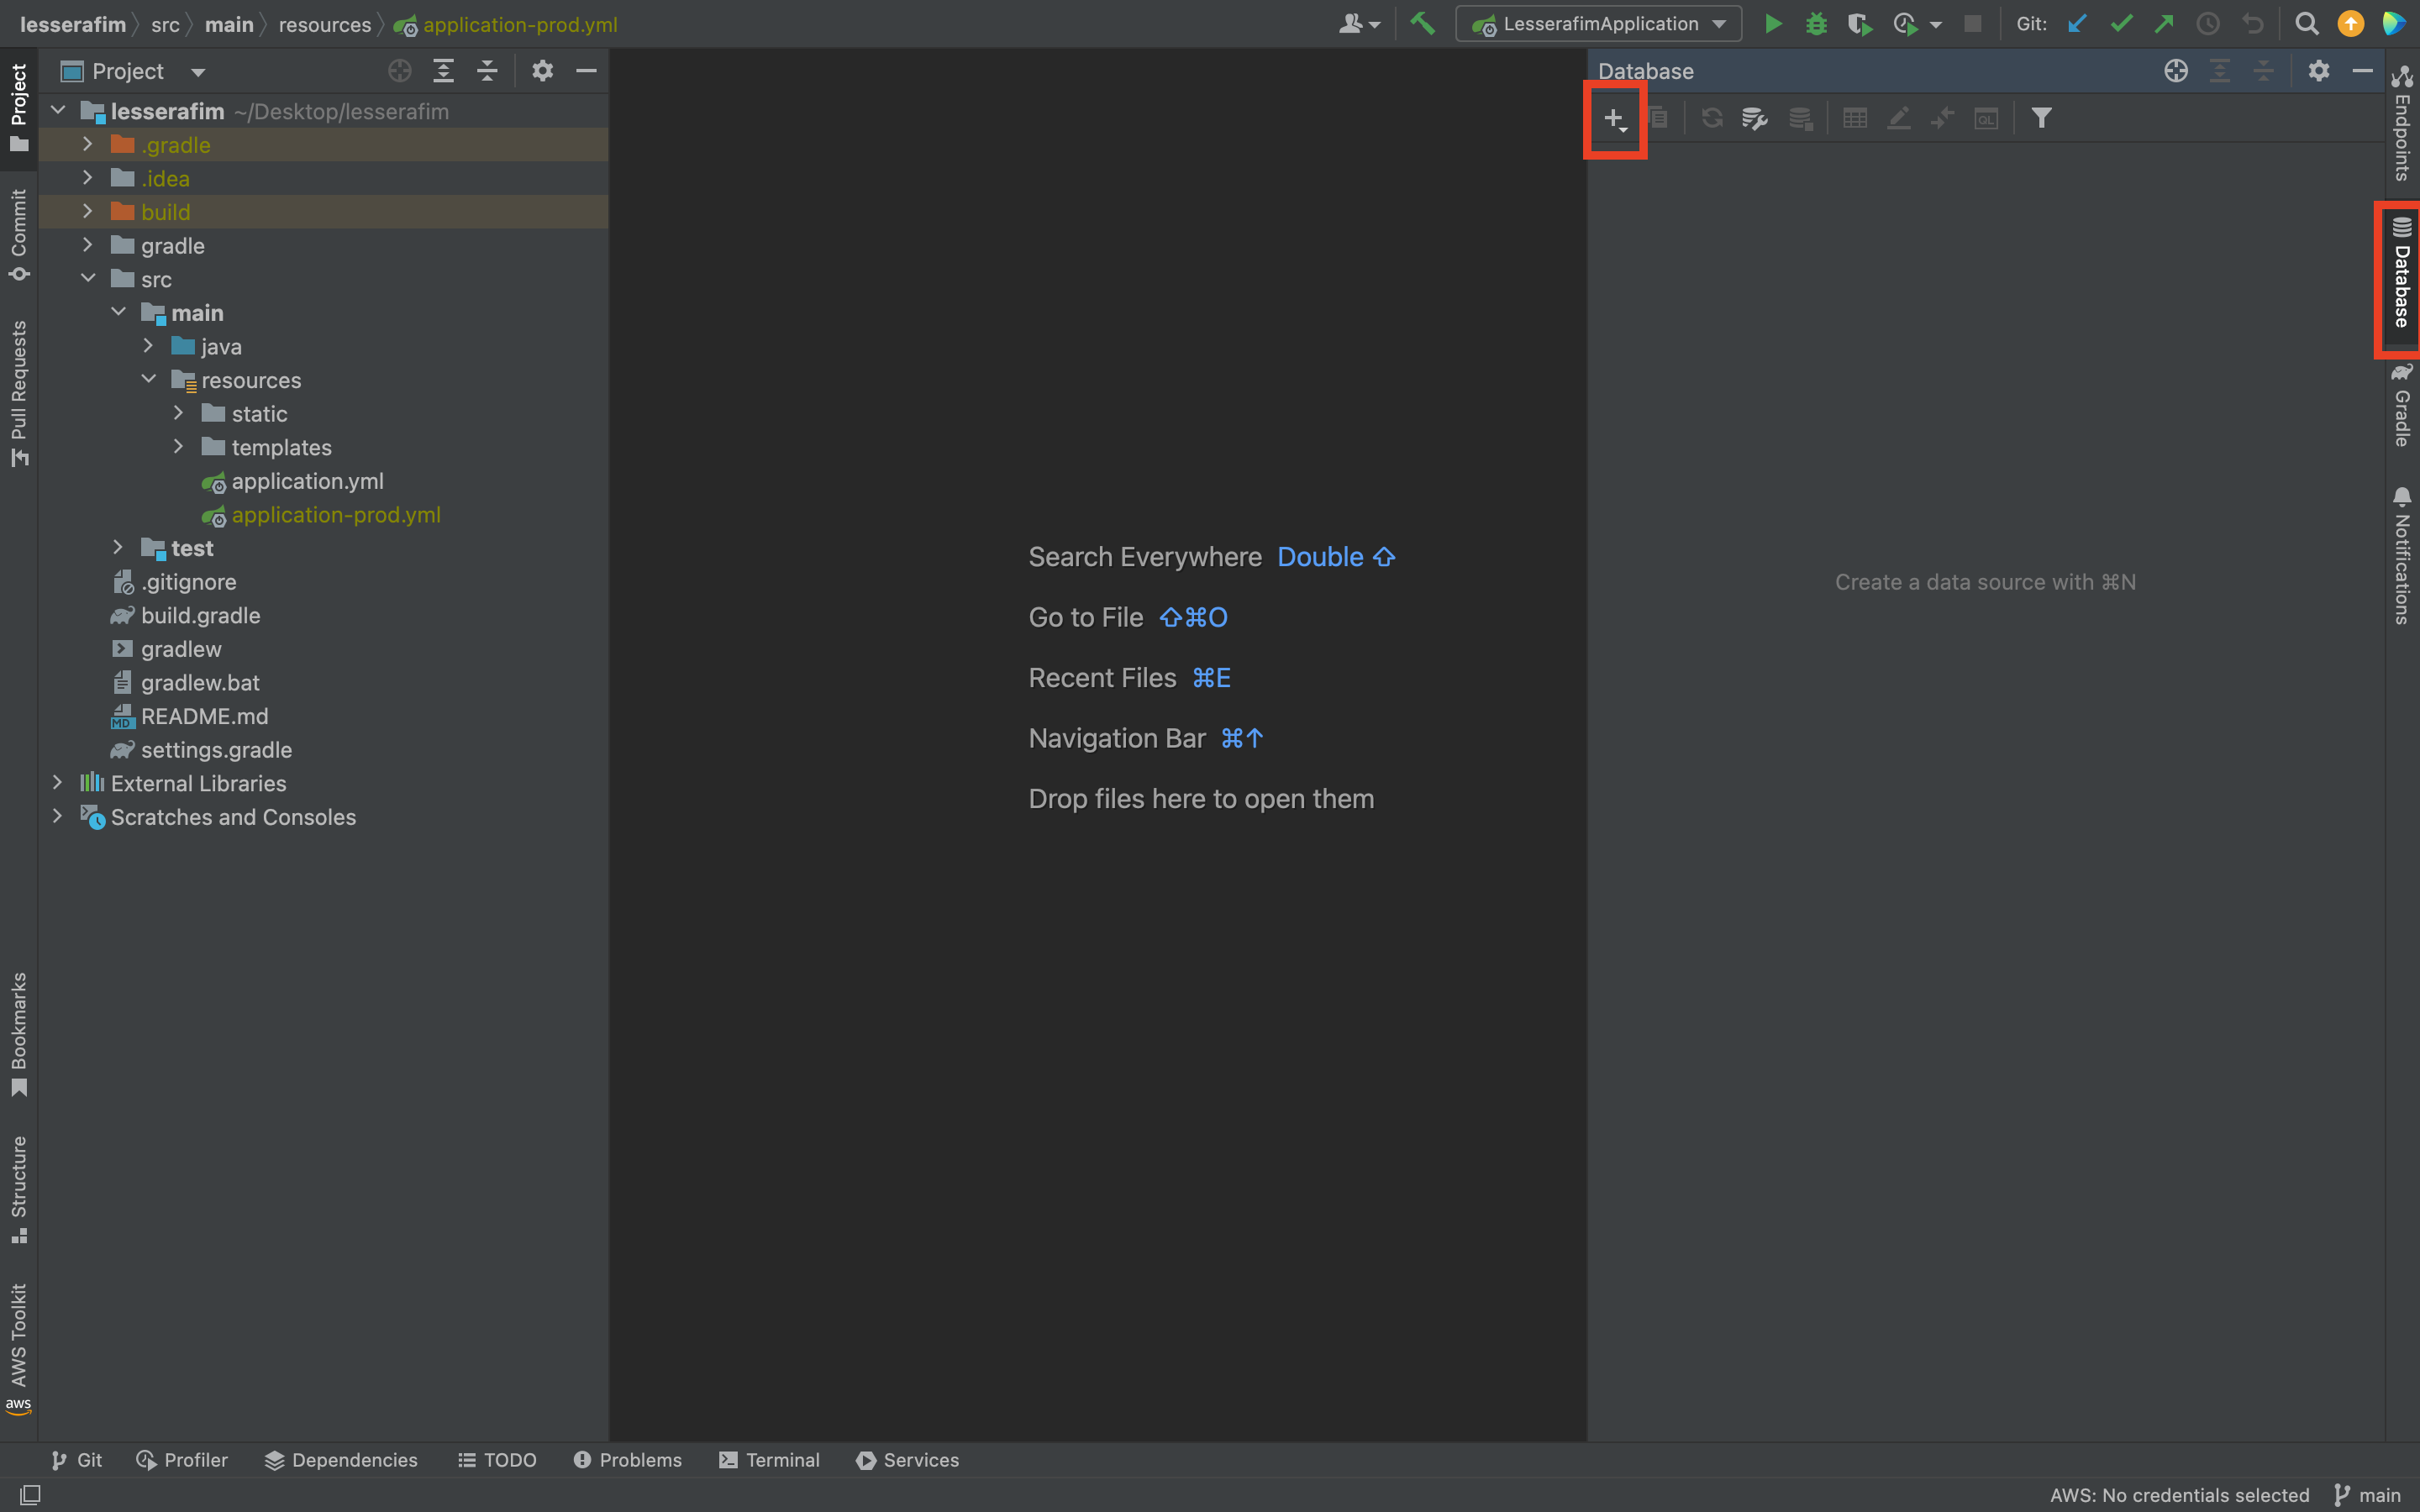 lesserafim src main resources application-prod.yml
LesserafimApplication
Git:
Project
Database
lesserafim ~/Desktop/lesserafim
.gradle
.idea
build
gradle
src
main
java
resources
static
templates
application.yml
application-prod.yml
test
.gitignore
build.gradle
gradlew
gradlew.bat
MD README.md
settings.gradle
External Libraries
Scratches and Consoles
Search Everywhere Double ⇧
Go to File ⇧⌘O
Recent Files ⌘E
Navigation Bar ⌘↑
Drop files here to open them
QL
Create a data source with ⌘N
Project
Commit
Pull Requests
Bookmarks
Structure
AWS Toolkit
aws
Endpoints
Database
Gradle
Notifications
Git
Profiler
Dependencies
TODO
Problems
Terminal
Services
AWS: No credentials selected
main